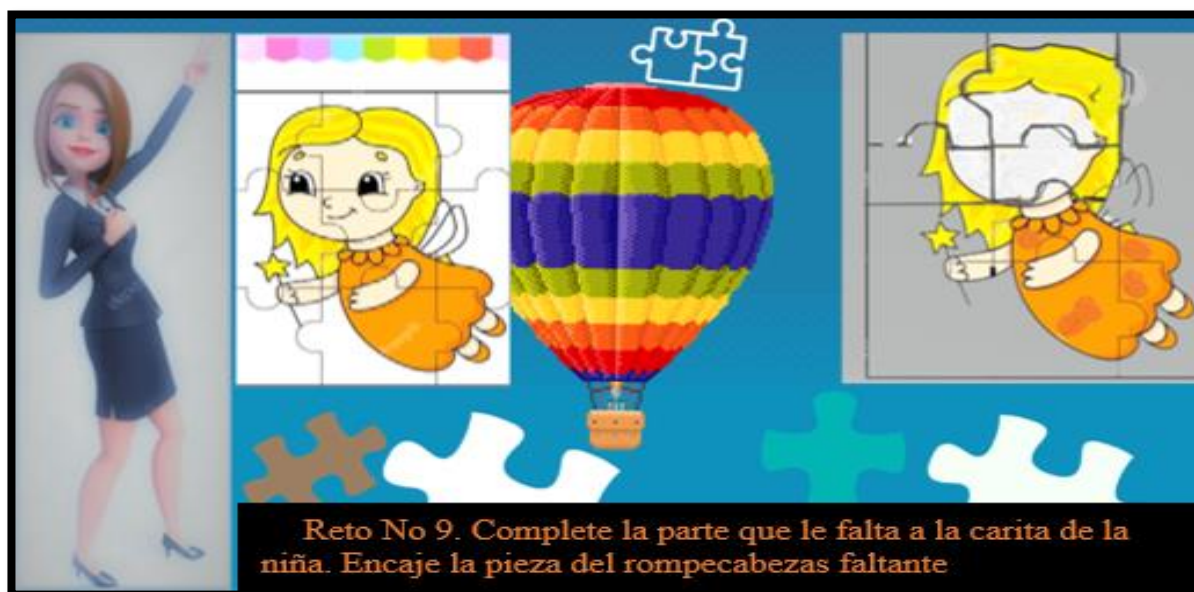 Reto No 9. Complete la parte que le falta a la carita de la
niña. Encaje la pieza del rompecabezas faltante